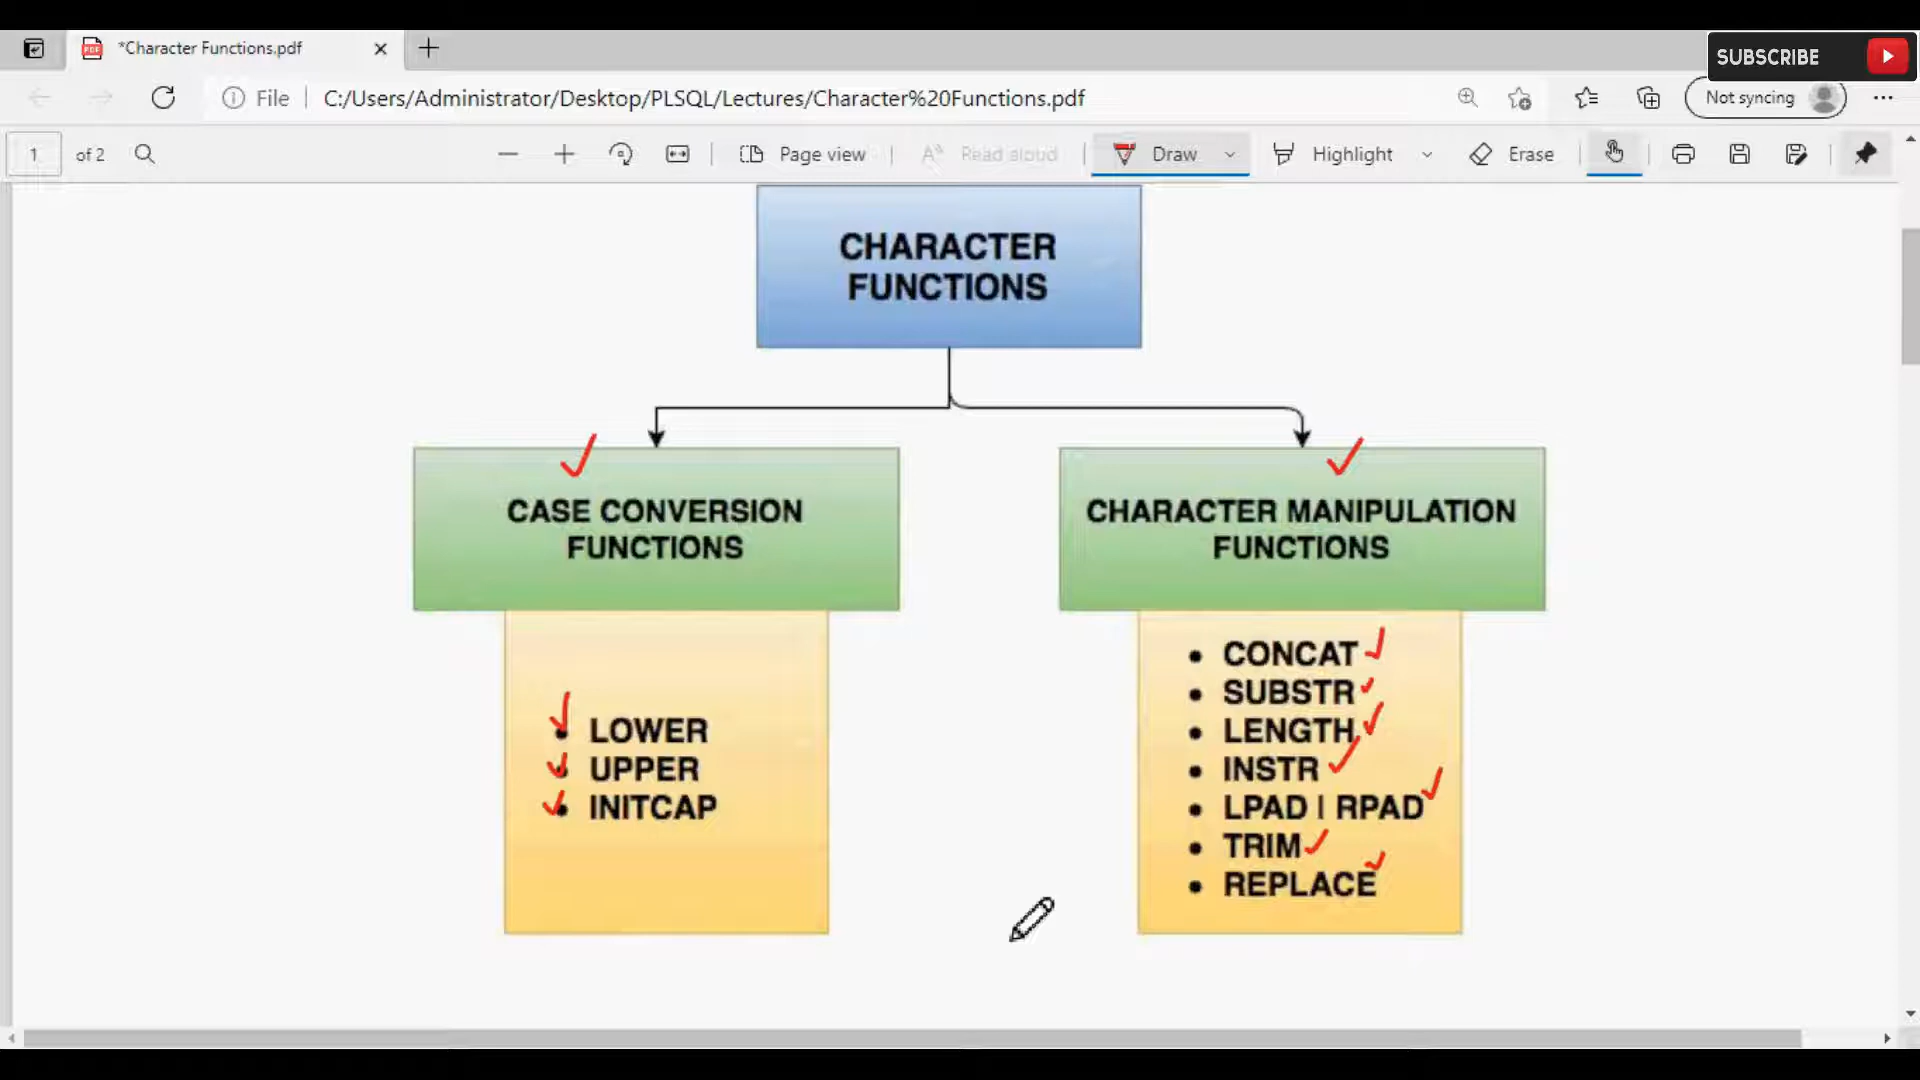 *Character Functions.pdf
SUBSCRIBE
File
C:/Users/Administrator/Desktop/PLSQL/Lectures/Character%20Functions.pdf
Not syncing
1 of 2
Page view
Read aloud
Draw
Highlight
Erase
CHARACTER
FUNCTIONS
CASE CONVERSION
FUNCTIONS
• LOWER
• UPPER
• INITCAP
CHARACTER MANIPULATION
FUNCTIONS
• CONCAT
• SUBSTR
• LENGTH
• INSTR
• LPAD | RPAD
• TRIM
• REPLACE